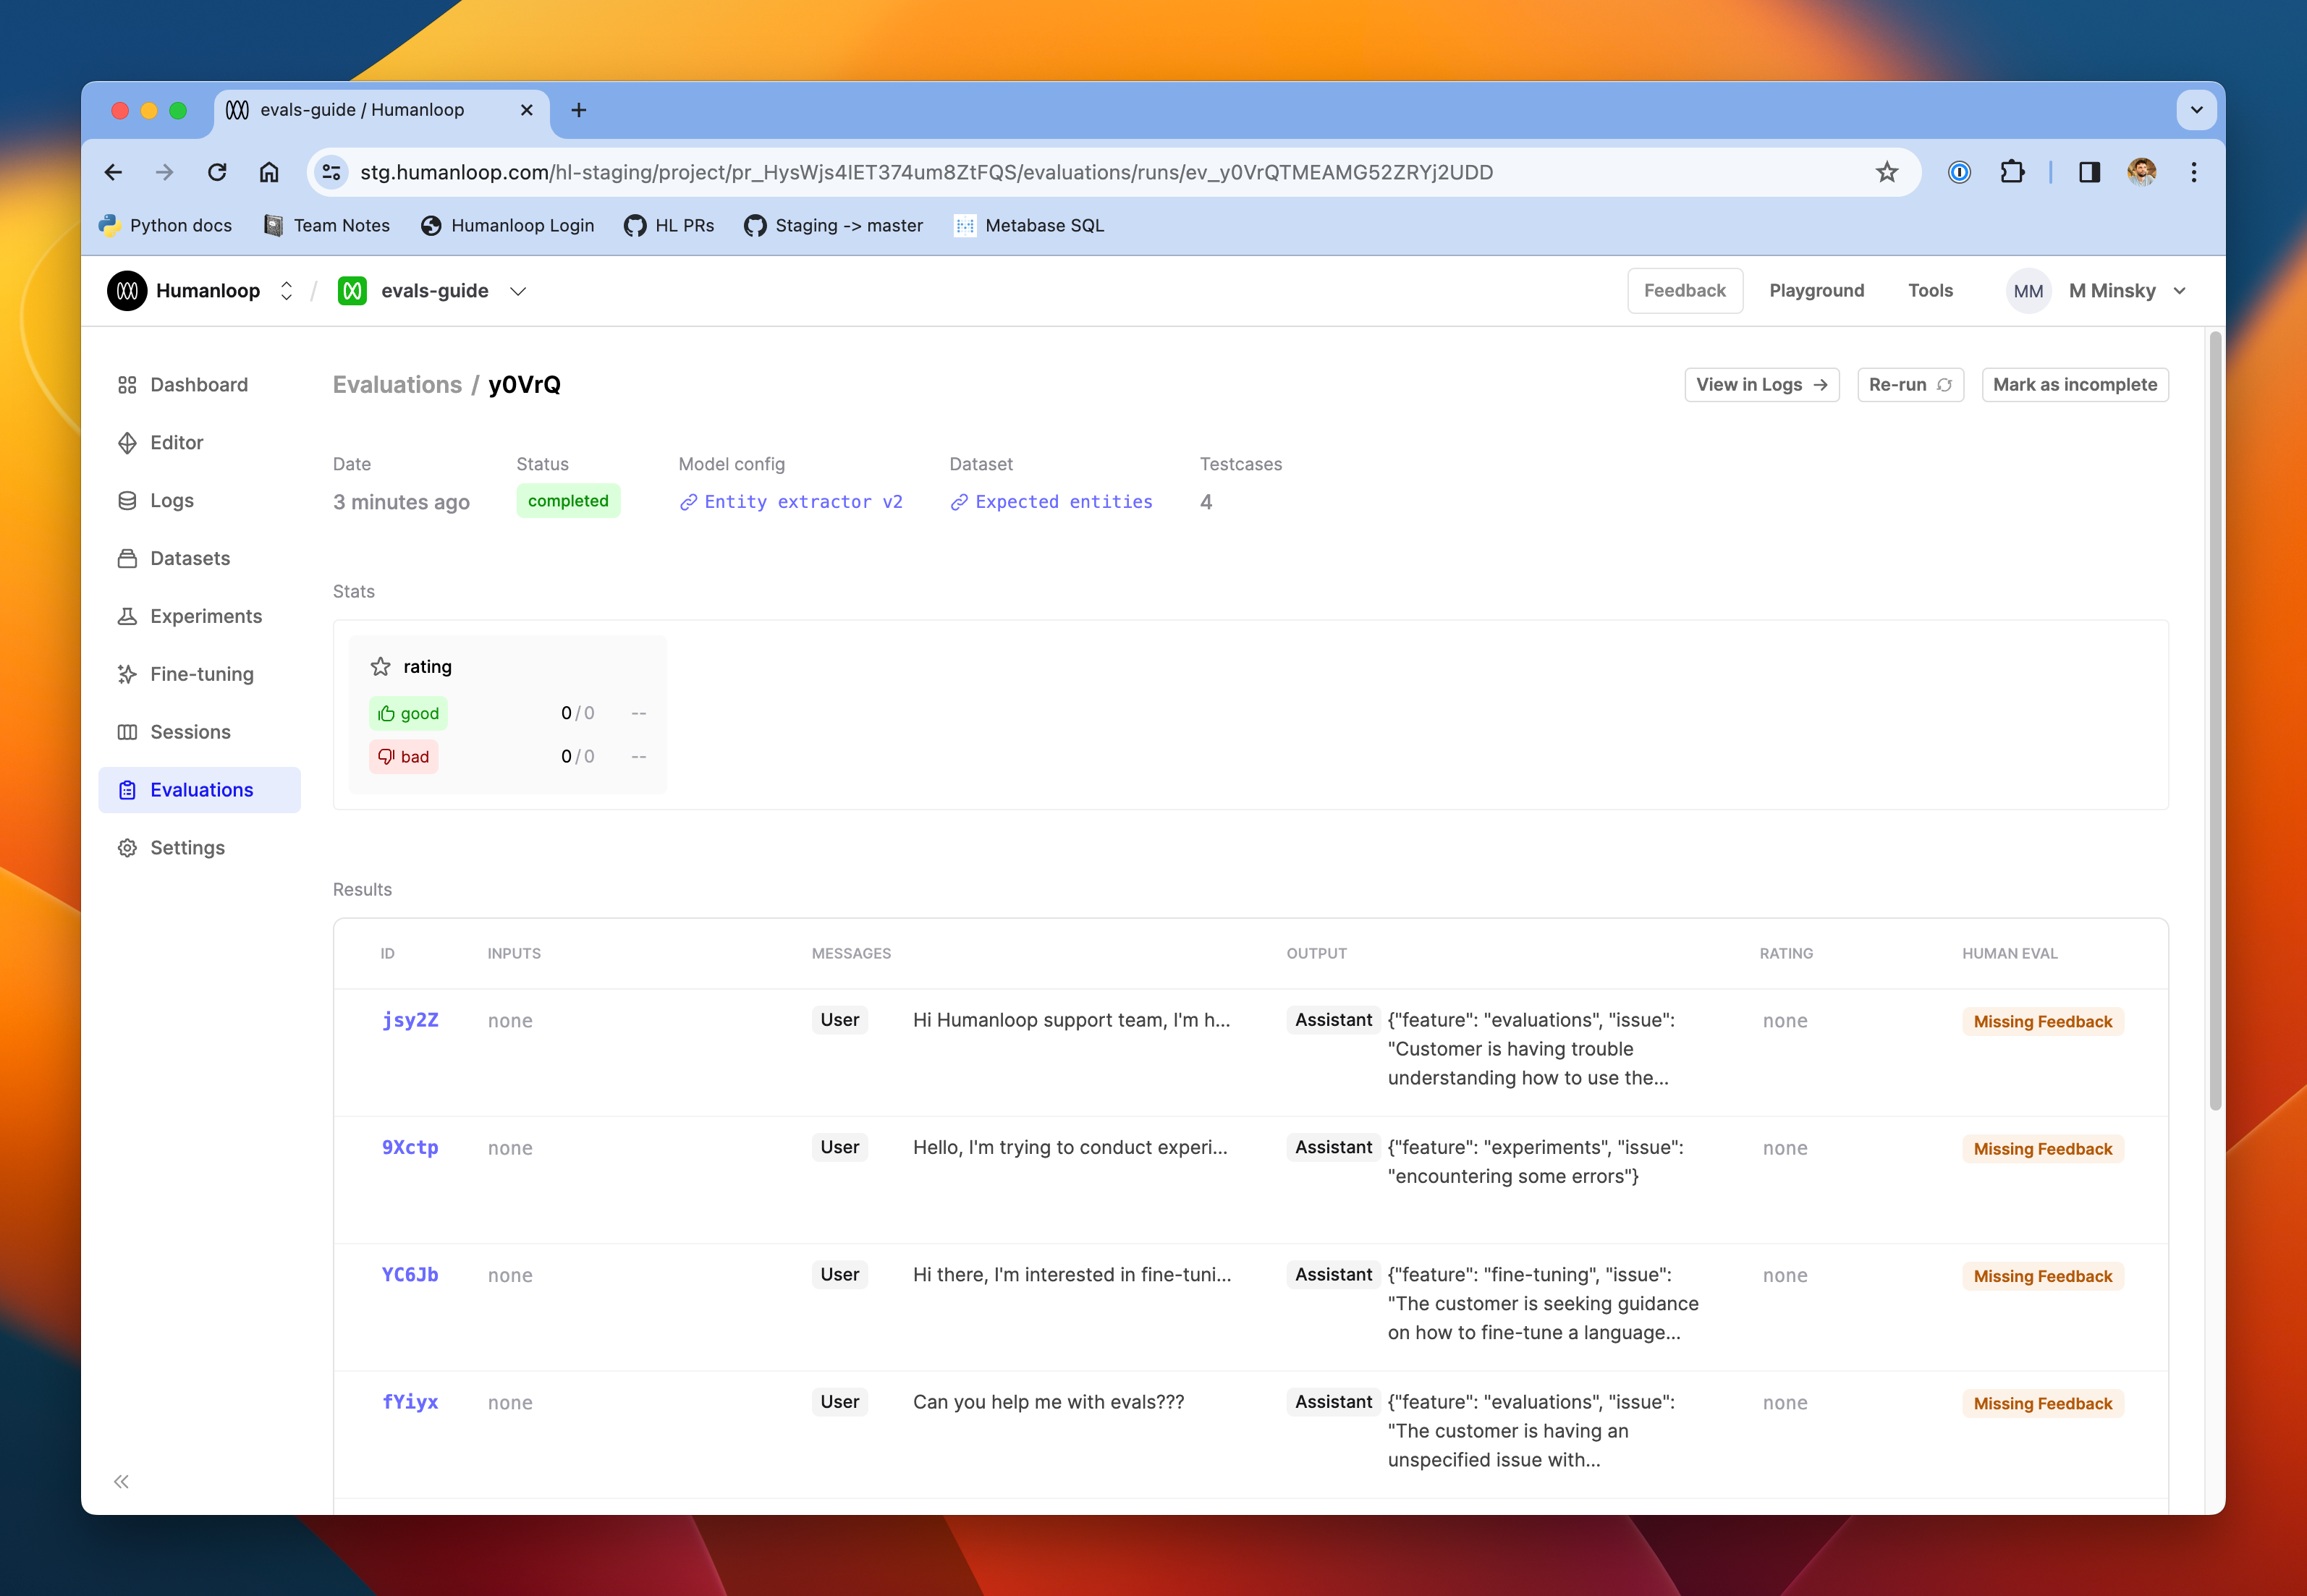 evals-guide / Humanloop
stg.humanloop.com/hl-staging/project/pr_HysWjs4IET374um8ZtFQS/evaluations/runs/ev_y0VrQTMEAMG52ZRYj2UDD
Python docs Team Notes Humanloop Login HL PRs Staging -> master Metabase SQL
Humanloop / evals-guide Feedback Playground Tools MM M Minsky
Dashboard
Editor
Logs
Datasets
Experiments
Fine-tuning
Sessions
Evaluations
Settings
Evaluations / y0VrQ View in Logs → Re-run Mark as incomplete
Date Status Model config Dataset Testcases
3 minutes ago completed Entity extractor v2 Expected entities 4
Stats
rating
good 0/0 --
bad 0/0 --
Results
ID INPUTS MESSAGES OUTPUT RATING HUMAN EVAL
jsy2Z none User Hi Humanloop support team, I'm h... Assistant {"feature": "evaluations", "issue": none Missing Feedback
"Customer is having trouble
understanding how to use the...
9Xctp none User Hello, I'm trying to conduct experi... Assistant {"feature": "experiments", "issue": none Missing Feedback
"encountering some errors"}
YC6Jb none User Hi there, I'm interested in fine-tuni... Assistant {"feature": "fine-tuning", "issue": none Missing Feedback
"The customer is seeking guidance
on how to fine-tune a language...
fYiyx none User Can you help me with evals??? Assistant {"feature": "evaluations", "issue": none Missing Feedback
"The customer is having an
unspecified issue with...